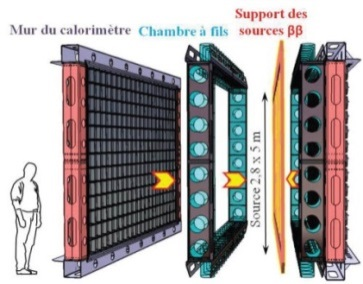 Mur du calorimètre
Chambre à fils
Support des
sources ββ
Source 2.8 x 5 m